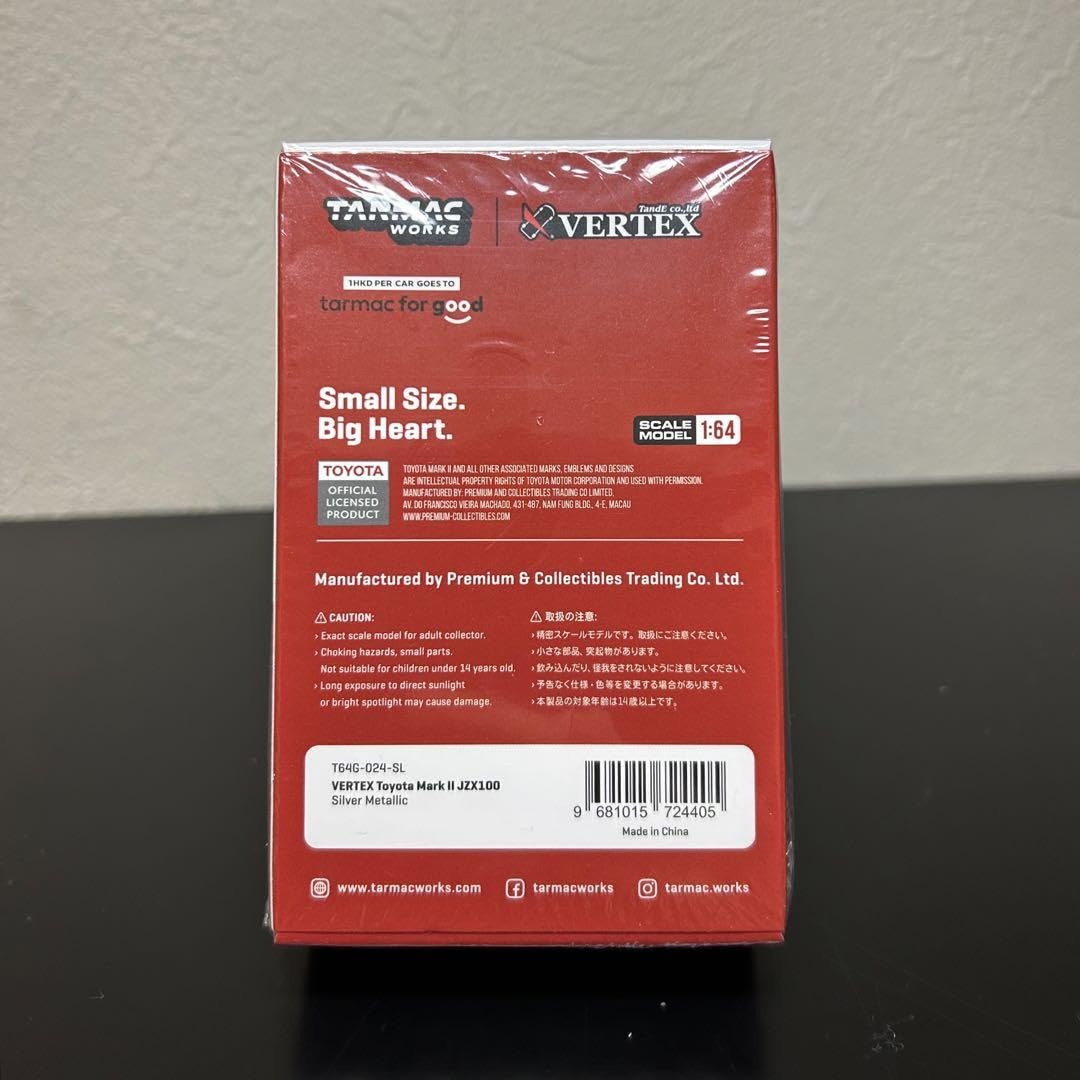 TARMAC WORKS
TandE co.,ltd
VERTEX
1HKD PER CAR GOES TO
tarmac for good
Small Size.
Big Heart.
SCALE MODEL 1:64
TOYOTA
OFFICIAL
LICENSED
PRODUCT
TOYOTA MARK II AND ALL OTHER ASSOCIATED MARKS, EMBLEMS AND DESIGNS
ARE INTELLECTUAL PROPERTY RIGHTS OF TOYOTA MOTOR CORPORATION AND USED WITH PERMISSION.
MANUFACTURED BY: PREMIUM AND COLLECTIBLES TRADING CO LIMITED.
AV. DO FRANCISCO VIEIRA MACHADO, 431-487, NAM FUNG BLDG., 4-E, MACAU
WWW.PREMIUM-COLLECTIBLES.COM
Manufactured by Premium & Collectibles Trading Co. Ltd.
⚠ CAUTION:
› Exact scale model for adult collector.
› Choking hazards, small parts.
Not suitable for children under 14 years old.
› Long exposure to direct sunlight
or bright spotlight may cause damage.
⚠ 取扱の注意:
› 精密スケールモデルです。取扱にご注意ください。
› 小さな部品、突起物があります。
› 飲み込んだり、怪我をされないように注意してください。
› 予告なく仕様・色等を変更する場合があります。
› 本製品の対象年齢は14歳以上です。
T64G-024-SL
VERTEX Toyota Mark II JZX100
Silver Metallic
9 681015 724405
Made in China
www.tarmacworks.com
tarmacworks
tarmac.works